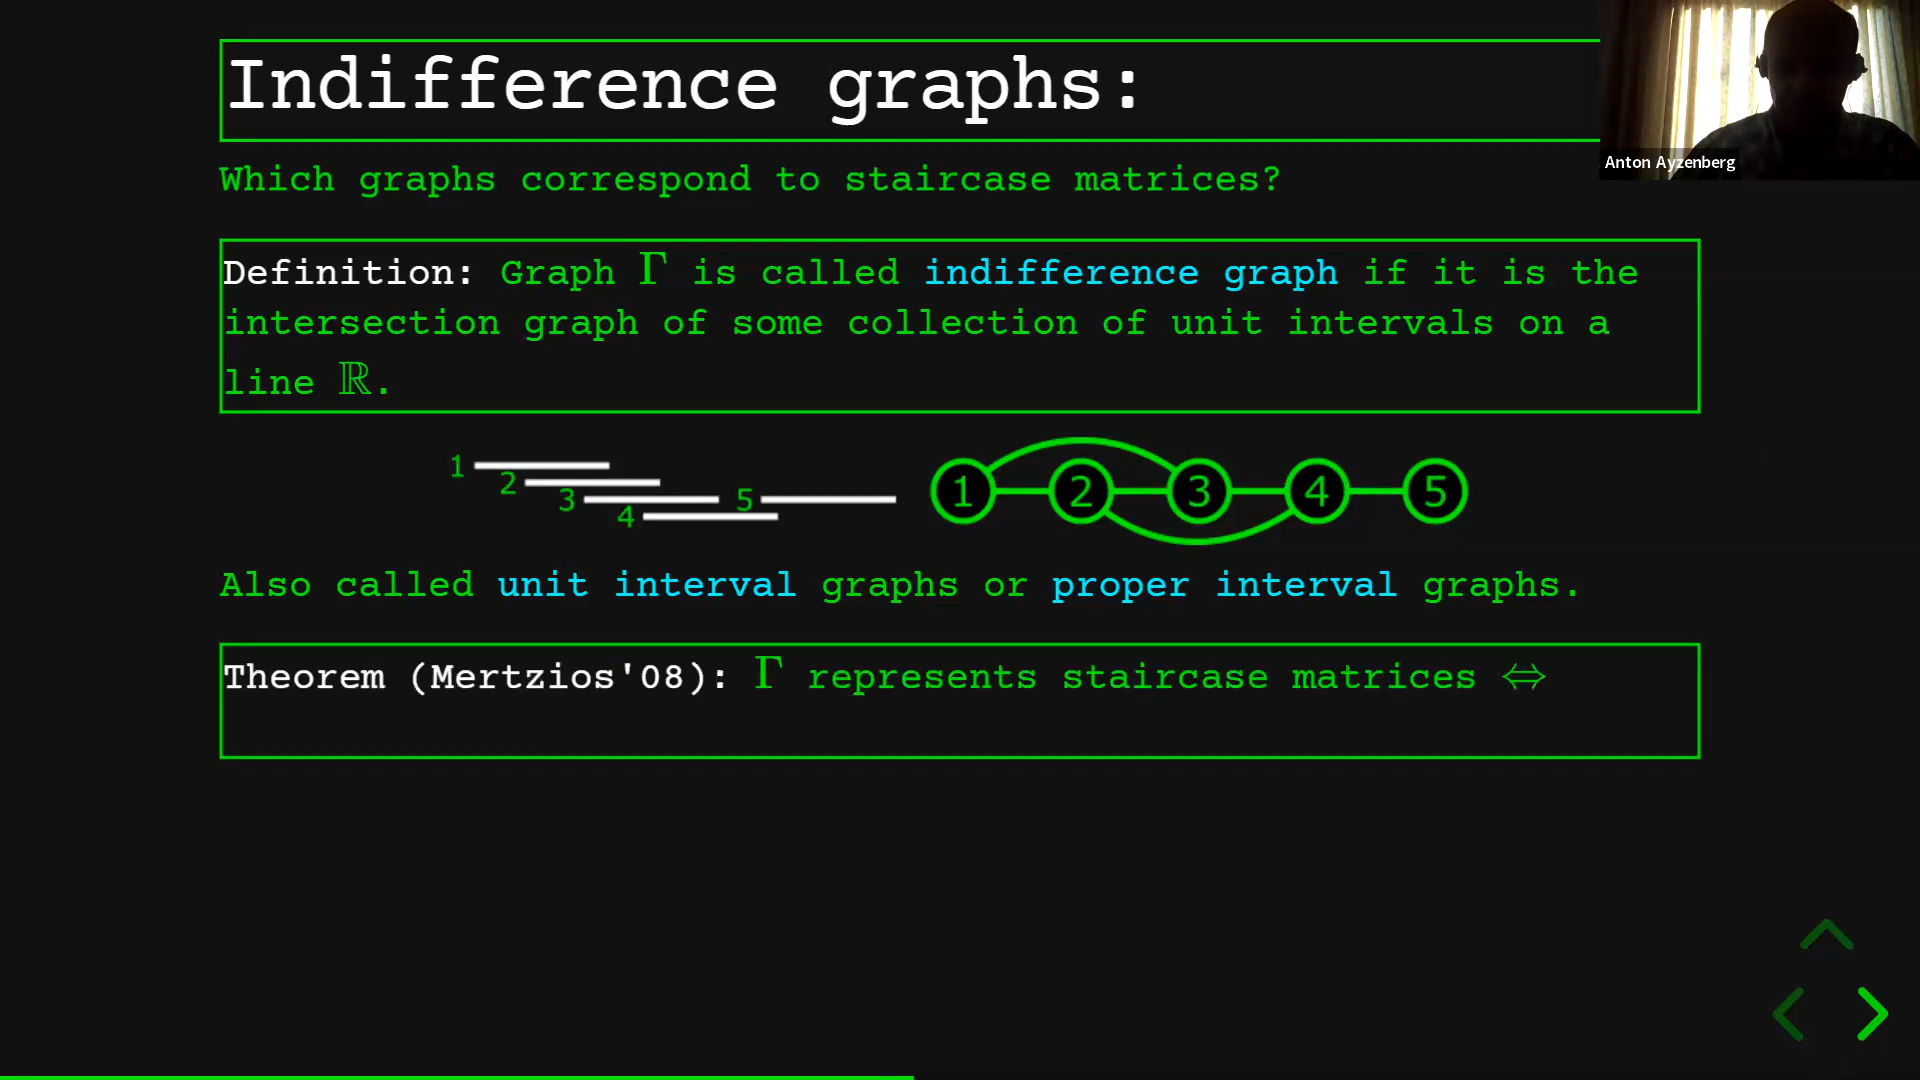 Indifference graphs:
Anton Ayzenberg
Which graphs correspond to staircase matrices?
Definition: Graph Γ is called indifference graph if it is the
intersection graph of some collection of unit intervals on a
line ℝ.
1
2
3
4
5
1 2 3 4 5
Also called unit interval graphs or proper interval graphs.
Theorem (Mertzios'08): Γ represents staircase matrices ⇔